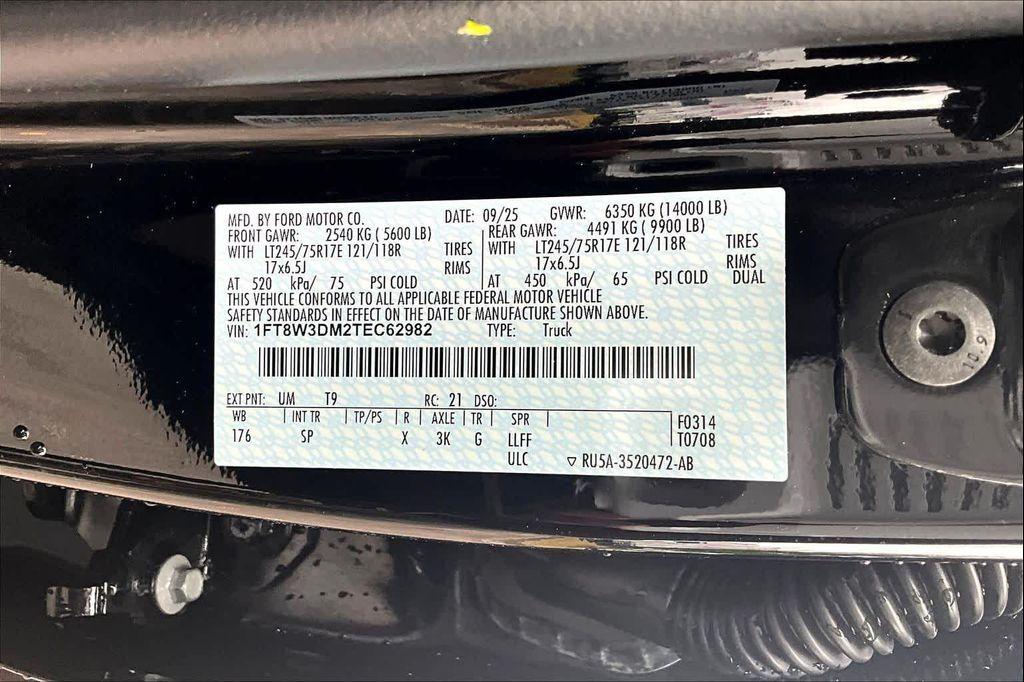 MFD. BY FORD MOTOR CO. DATE: 09/25 GVWR: 6350 KG (14000 LB)
FRONT GAWR: 2540 KG ( 5600 LB) REAR GAWR: 4491 KG ( 9900 LB)
WITH LT245/75R17E 121/118R TIRES WITH LT245/75R17E 121/118R TIRES
17x6.5J RIMS 17x6.5J RIMS
AT 520 kPa/ 75 PSI COLD AT 450 kPa/ 65 PSI COLD DUAL
THIS VEHICLE CONFORMS TO ALL APPLICABLE FEDERAL MOTOR VEHICLE
SAFETY STANDARDS IN EFFECT ON THE DATE OF MANUFACTURE SHOWN ABOVE.
VIN: 1FT8W3DM2TEC62982 TYPE: Truck
EXT PNT: UM T9 RC: 21 DSO:
WB INT TR TP/PS R AXLE TR SPR F0314
176 SP X 3K G LLFF T0708
ULC ▽ RU5A-3520472-AB
10.9